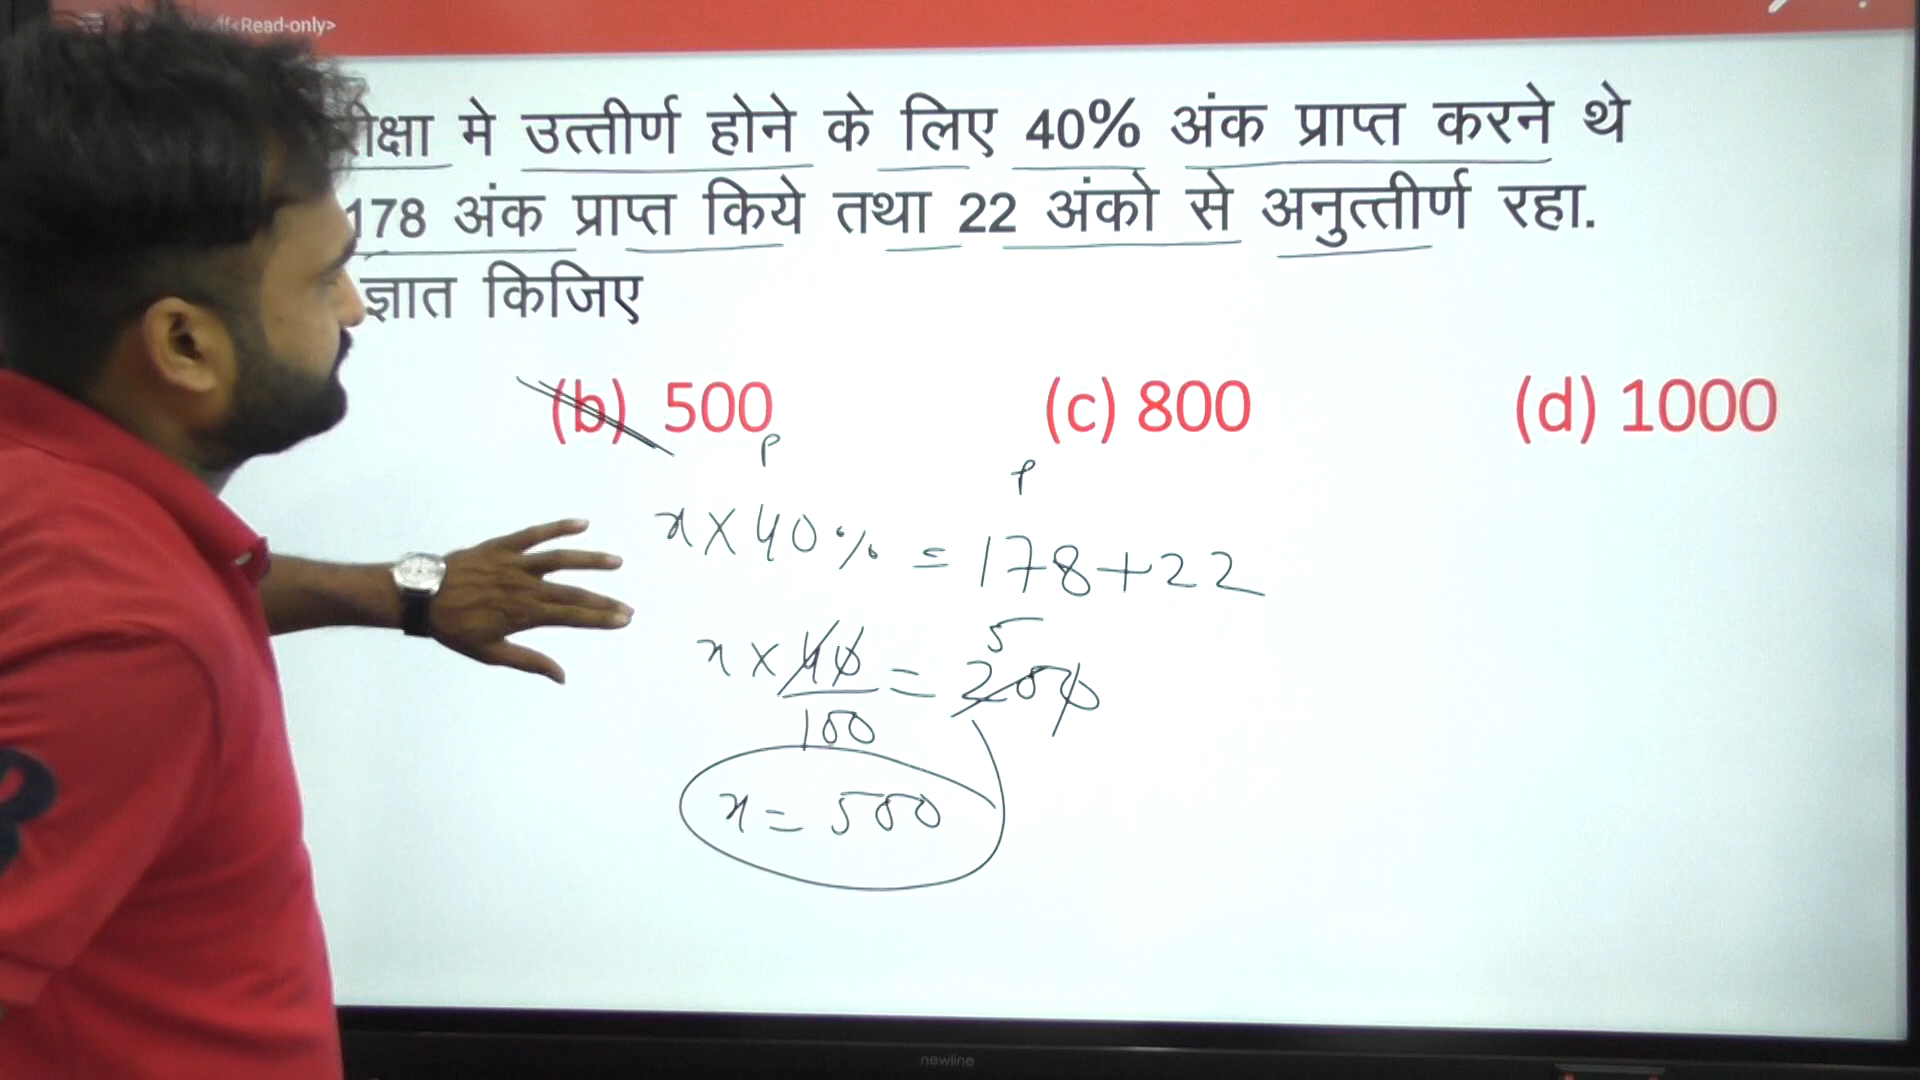 <Read-only>
मे उत्तीर्ण होने के लिए 40% अंक प्राप्त करने थे
178 अंक प्राप्त किये तथा 22 अंको से अनुत्तीर्ण रहा.
ज्ञात किजिए
(b) 500 (c) 800 (d) 1000
P P
x × 40% = 178+22
5
x × 40/100 = 200
x = 500
newline